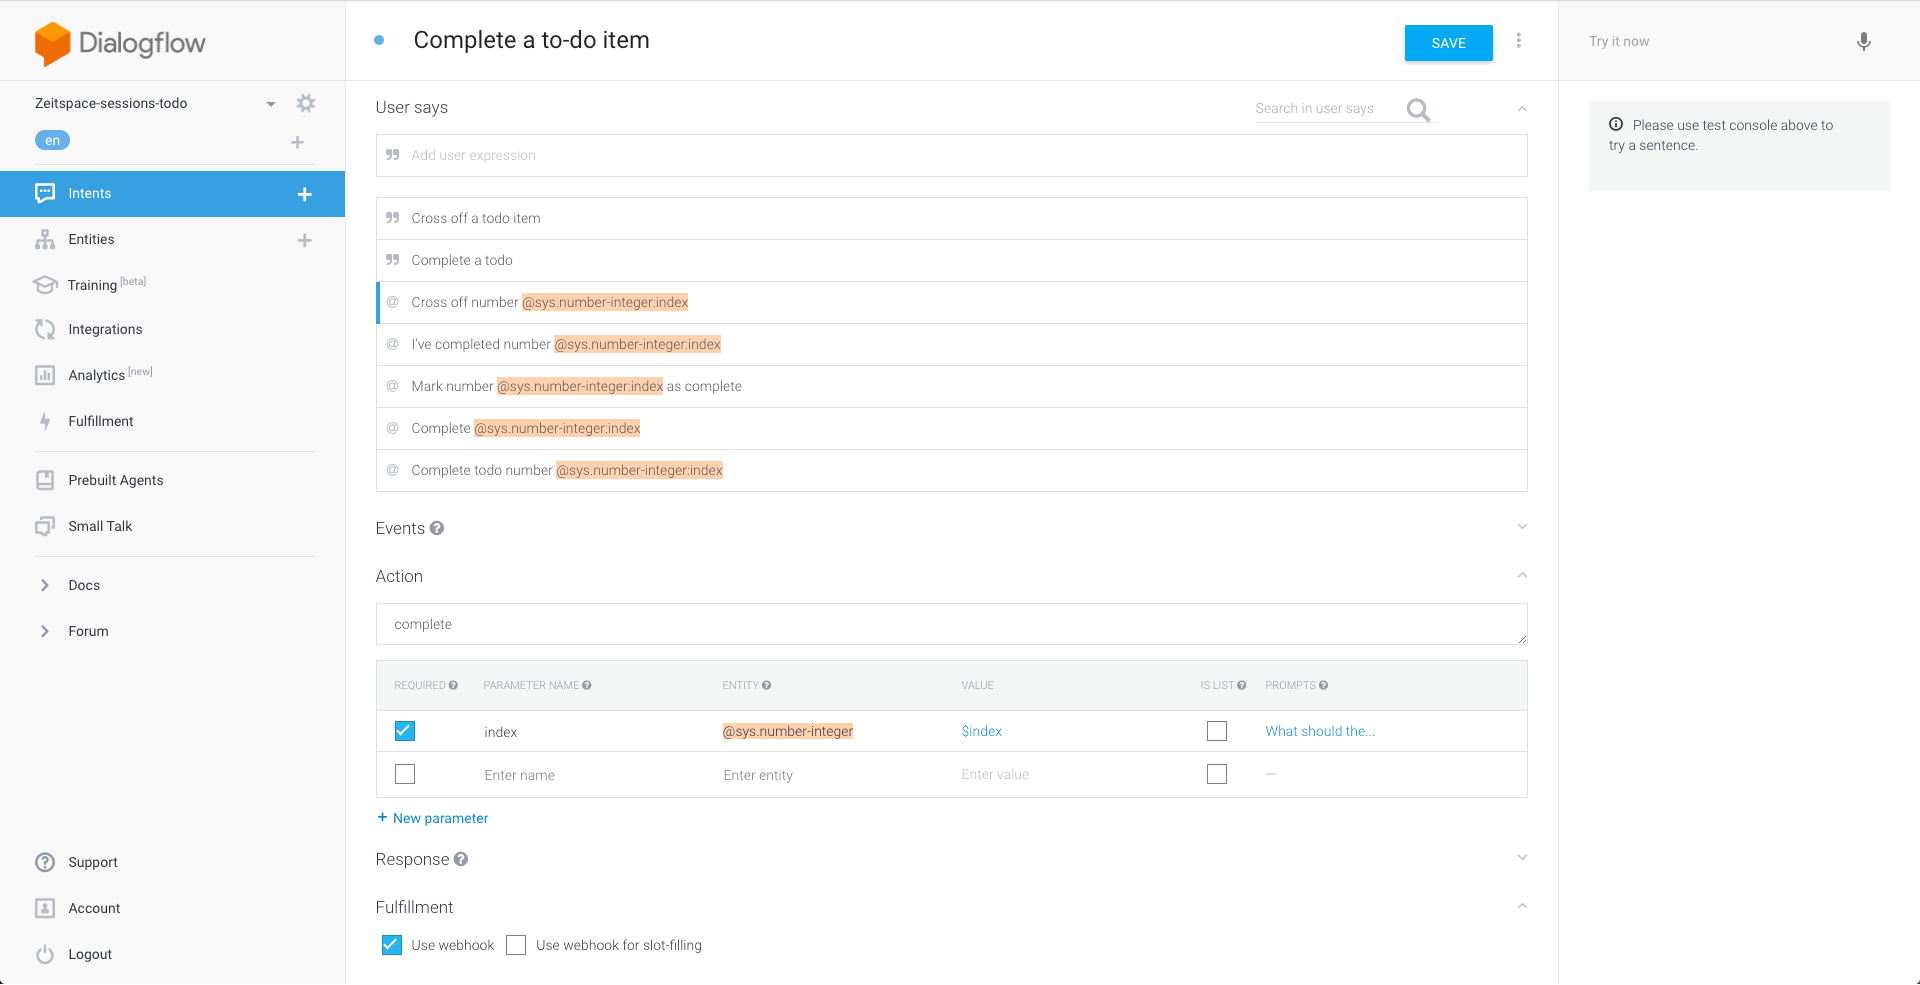 Dialogflow
Zeitspace-sessions-todo
en
Intents
Entities
Training [beta]
Integrations
Analytics [new]
Fulfillment
Prebuilt Agents
Small Talk
Docs
Forum
Support
Account
Logout
Complete a to-do item
SAVE
User says
Search in user says
Add user expression
Cross off a todo item
Complete a todo
@ Cross off number @sys.number-integer:index
@ I've completed number @sys.number-integer:index
@ Mark number @sys.number-integer:index as complete
@ Complete @sys.number-integer:index
@ Complete todo number @sys.number-integer:index
Events
Action
complete
REQUIRED PARAMETER NAME ENTITY VALUE IS LIST PROMPTS
index @sys.number-integer $index What should the...
Enter name Enter entity Enter value –
+ New parameter
Response
Fulfillment
Use webhook Use webhook for slot-filling
Try it now
Please use test console above to
try a sentence.